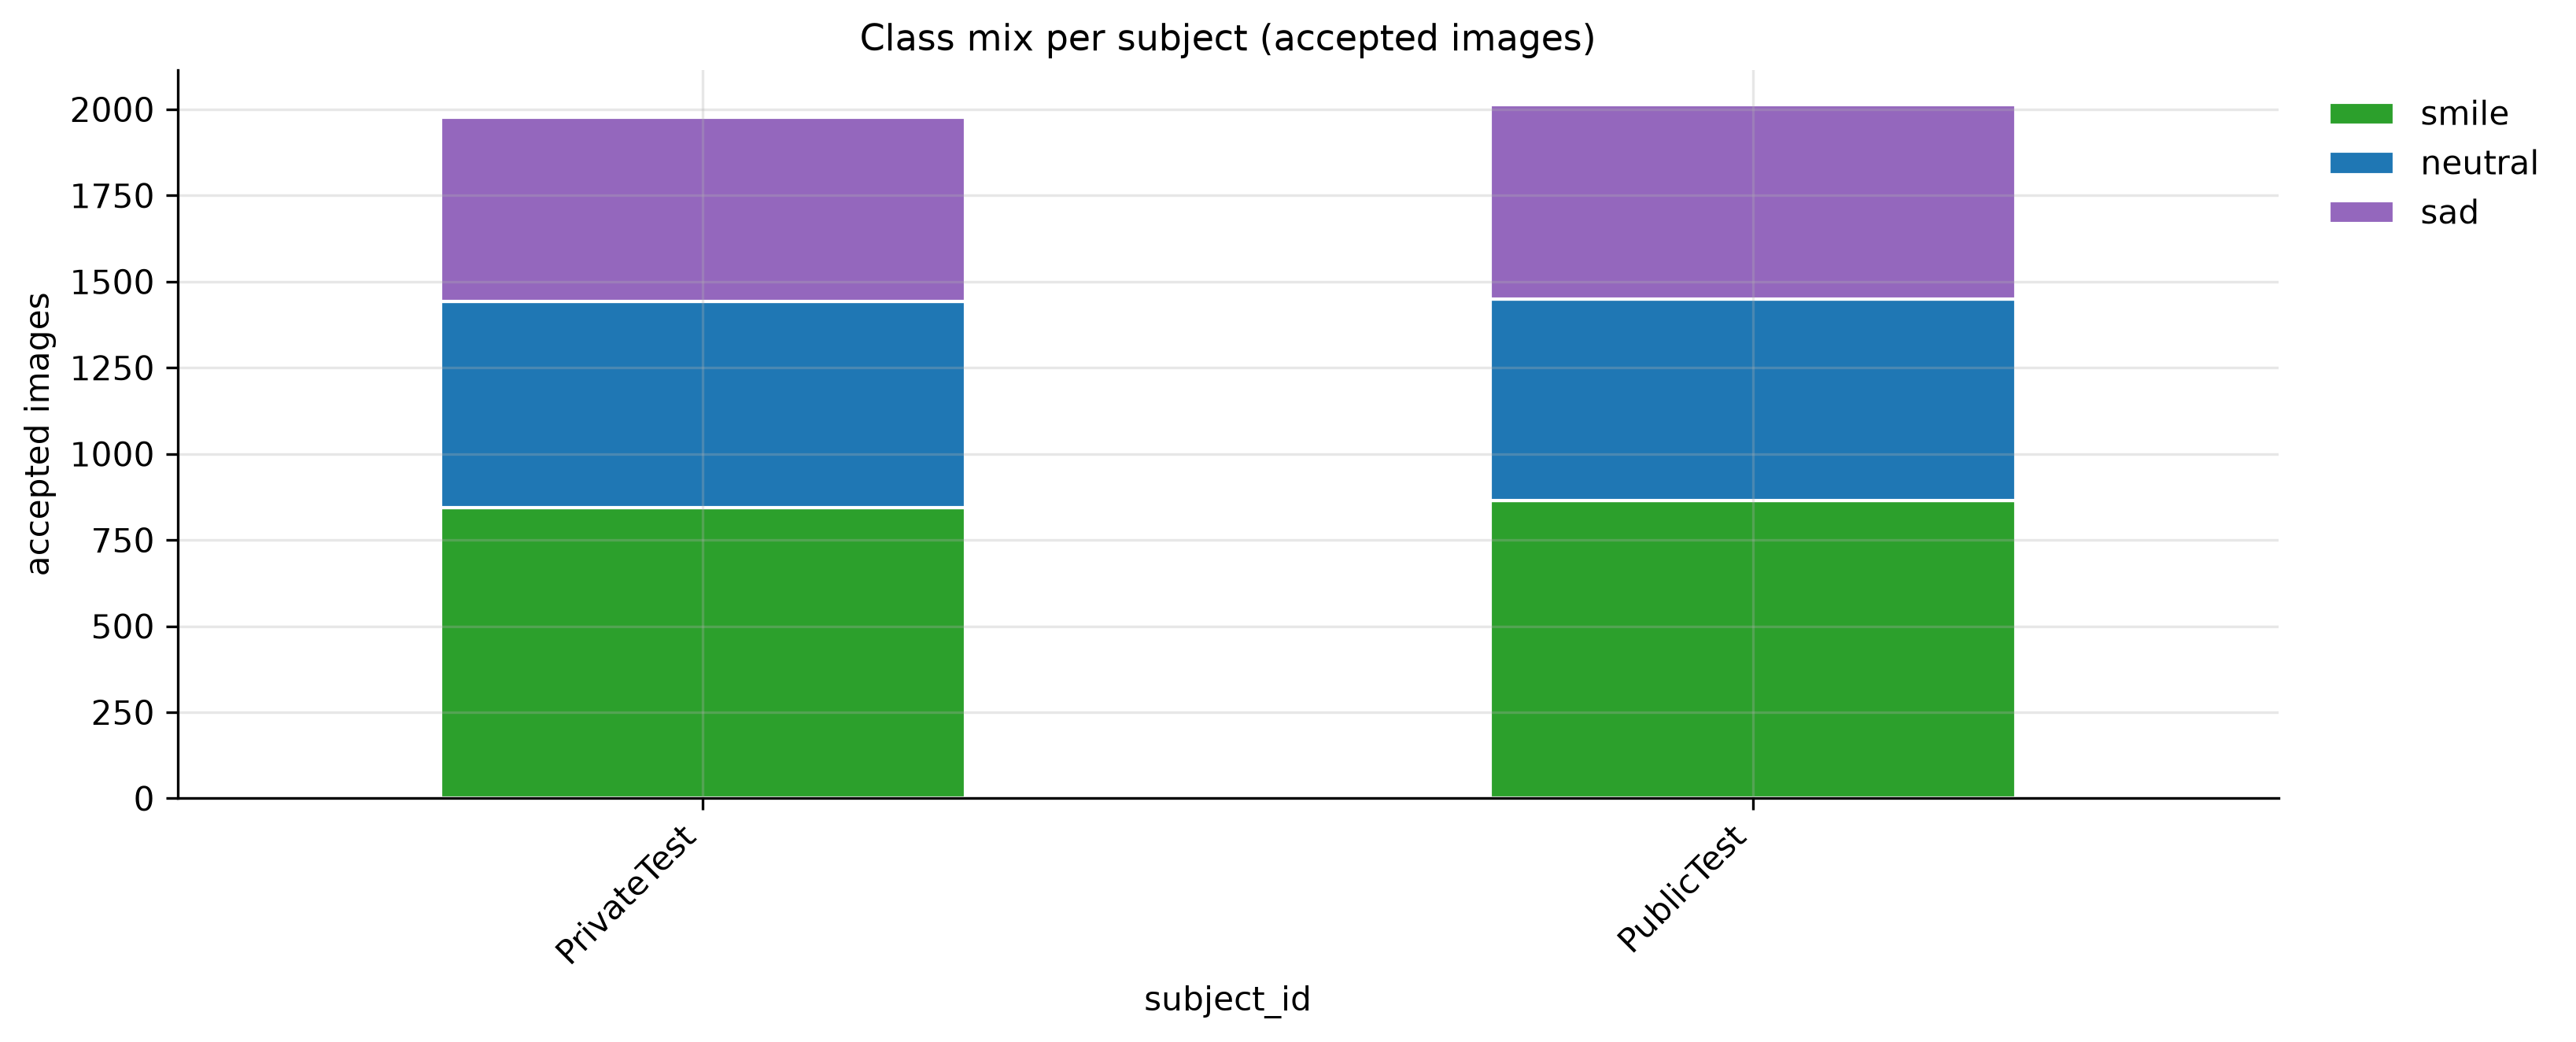 Class mix per subject (accepted images)
accepted images
2000
1750
1500
1250
1000
750
500
250
0
smile
neutral
sad
PrivateTest
PublicTest
subject_id